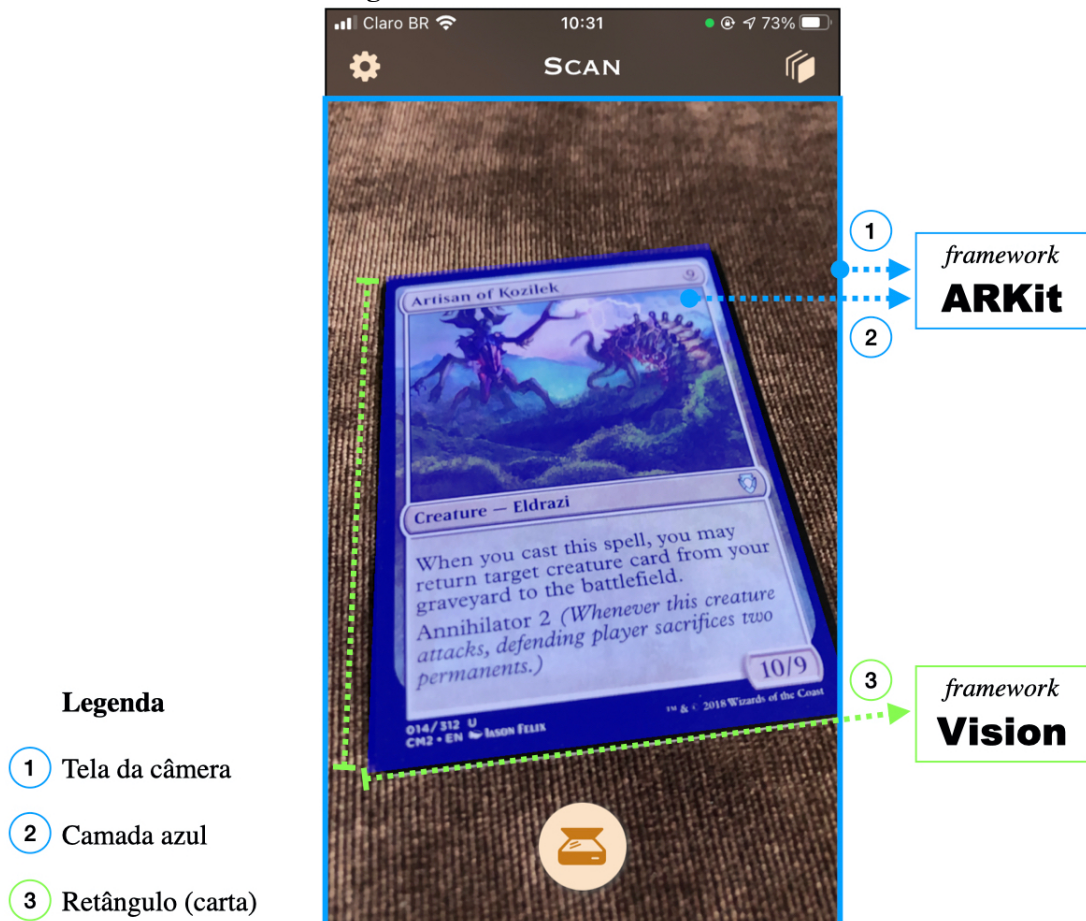 Claro BR 10:31 73%
SCAN
Artisan of Kozilek 9
Creature — Eldrazi
When you cast this spell, you may
return target creature card from your
graveyard to the battlefield.
Annihilator 2 (Whenever this creature
attacks, defending player sacrifices two
permanents.)
10/9
014/312 U
CM2 • EN JASON FELIX
™ & © 2018 Wizards of the Coast
1
framework
ARKit
2
3
framework
Vision
Legenda
1 Tela da câmera
2 Camada azul
3 Retângulo (carta)